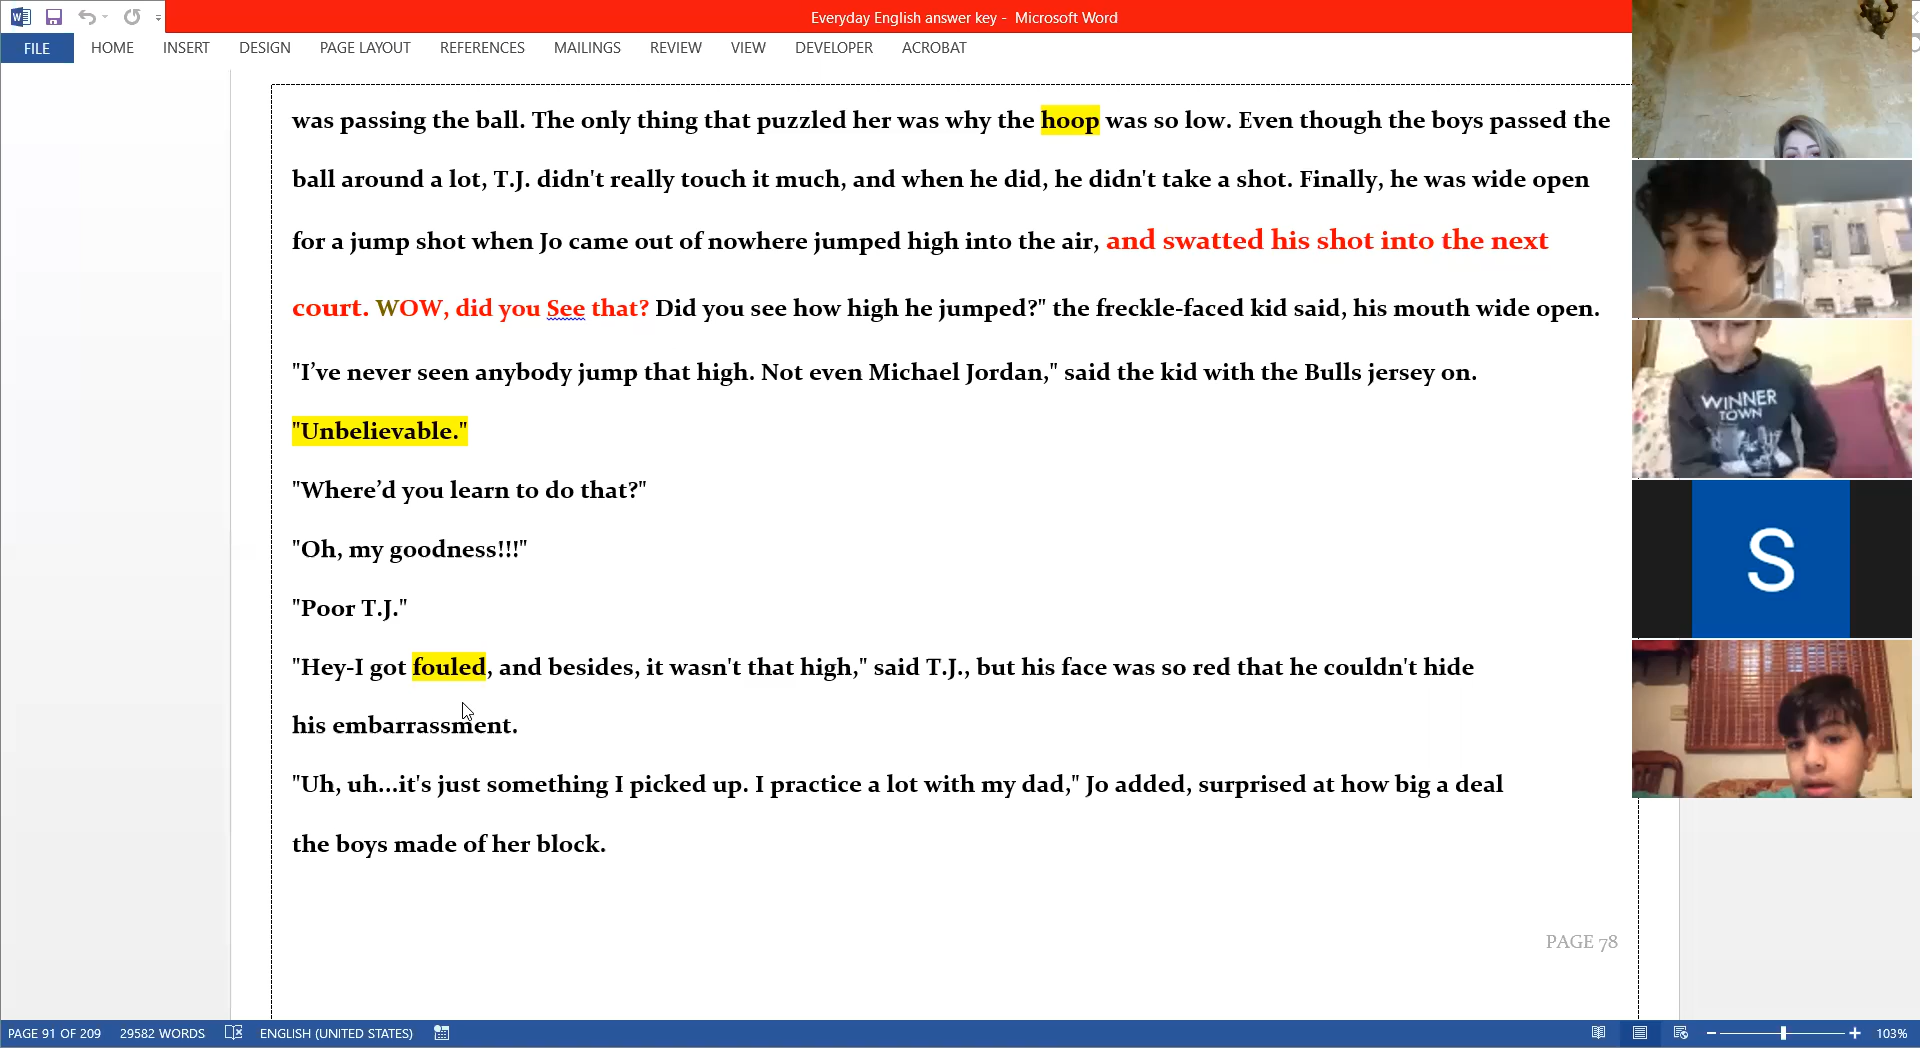 Everyday English answer key - Microsoft Word
FILE HOME INSERT DESIGN PAGE LAYOUT REFERENCES MAILINGS REVIEW VIEW DEVELOPER ACROBAT
was passing the ball. The only thing that puzzled her was why the hoop was so low. Even though the boys passed the
ball around a lot, T.J. didn't really touch it much, and when he did, he didn't take a shot. Finally, he was wide open
for a jump shot when Jo came out of nowhere jumped high into the air, and swatted his shot into the next
court. WOW, did you See that? Did you see how high he jumped?" the freckle-faced kid said, his mouth wide open.
"I’ve never seen anybody jump that high. Not even Michael Jordan," said the kid with the Bulls jersey on.
"Unbelievable."
"Where’d you learn to do that?"
"Oh, my goodness!!!"
"Poor T.J."
"Hey-I got fouled, and besides, it wasn't that high," said T.J., but his face was so red that he couldn't hide
his embarrassment.
"Uh, uh...it's just something I picked up. I practice a lot with my dad," Jo added, surprised at how big a deal
the boys made of her block.
PAGE 78
WINNER
TOWN
S
PAGE 91 OF 209 29582 WORDS ENGLISH (UNITED STATES) 103%